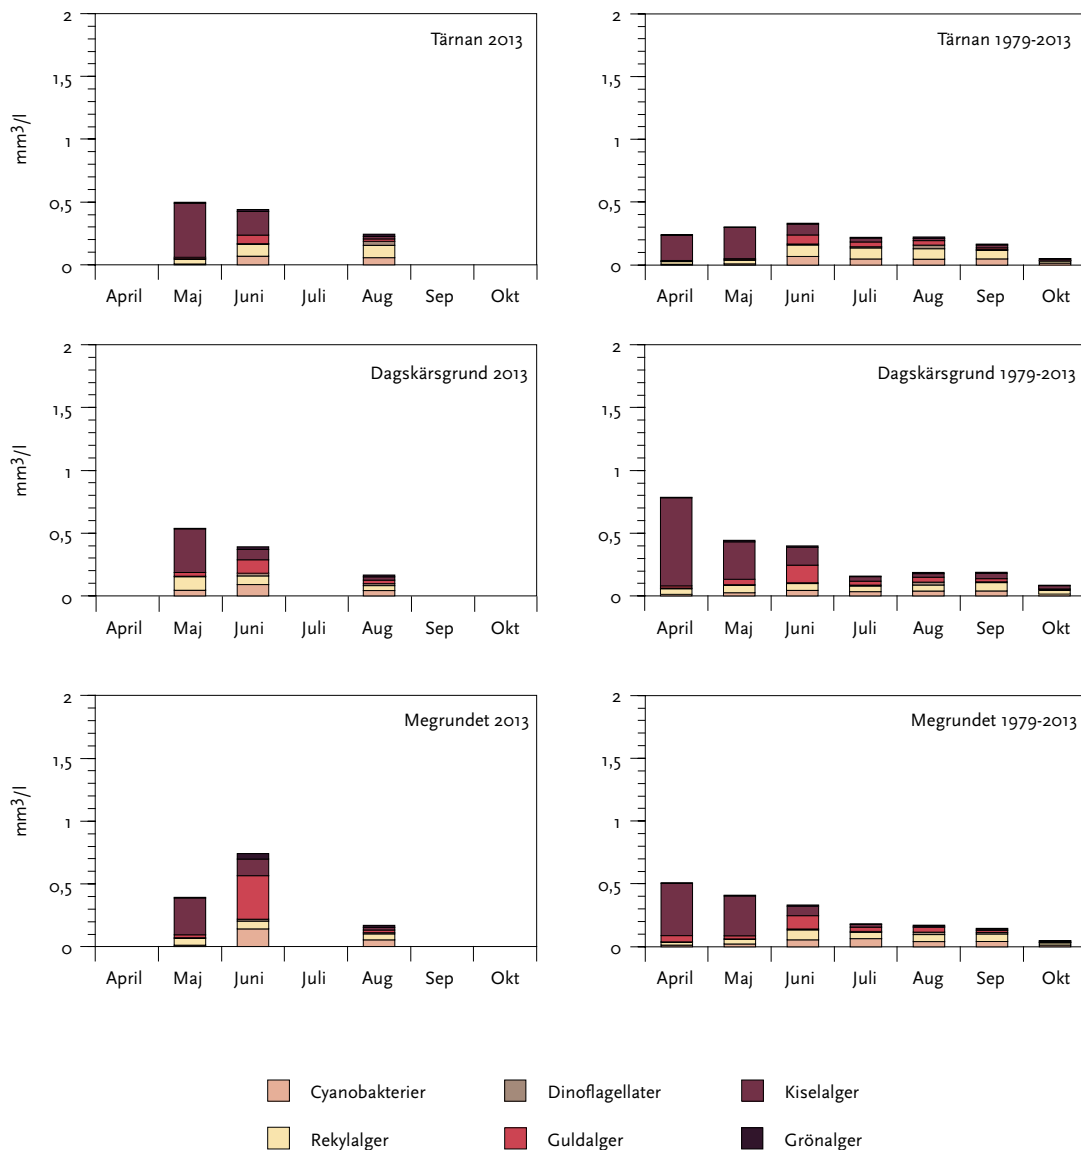 2
1,5
1
0,5
0
mm³/l
Tärnan 2013
April Maj Juni Juli Aug Sep Okt
2
1,5
1
0,5
0
Tärnan 1979-2013
April Maj Juni Juli Aug Sep Okt
2
1,5
1
0,5
0
mm³/l
Dagskärsgrund 2013
April Maj Juni Juli Aug Sep Okt
2
1,5
1
0,5
0
Dagskärsgrund 1979-2013
April Maj Juni Juli Aug Sep Okt
2
1,5
1
0,5
0
mm³/l
Megrundet 2013
April Maj Juni Juli Aug Sep Okt
2
1,5
1
0,5
0
Megrundet 1979-2013
April Maj Juni Juli Aug Sep Okt
Cyanobakterier Dinoflagellater Kiselalger
Rekylalger Guldalger Grönalger